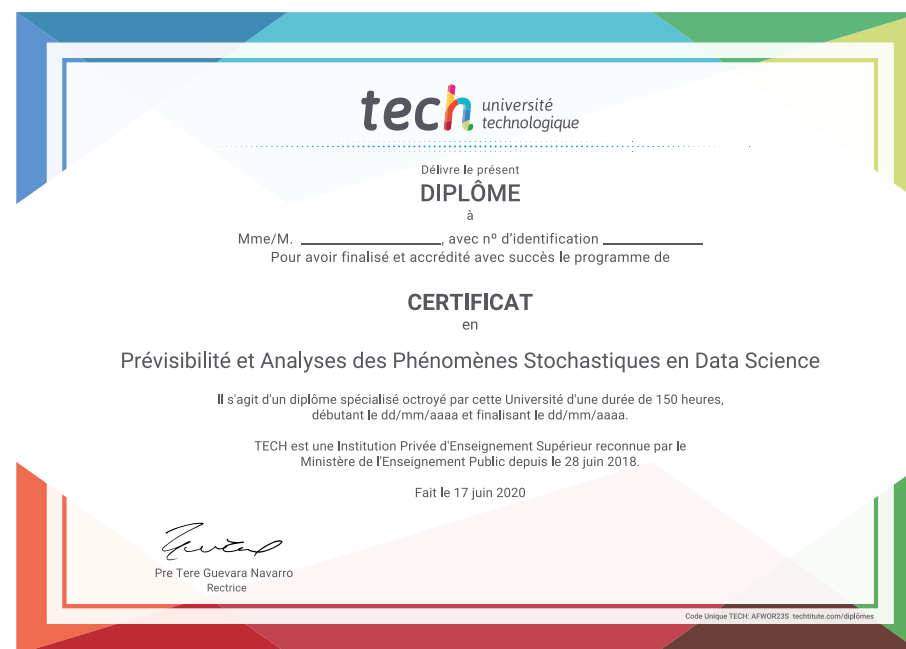 tech université
technologique
Délivre le présent
DIPLÔME
à
Mme/M. ____________________, avec nº d'identification ______________
Pour avoir finalisé et accrédité avec succès le programme de
CERTIFICAT
en
Prévisibilité et Analyses des Phénomènes Stochastiques en Data Science
Il s'agit d'un diplôme spécialisé octroyé par cette Université d'une durée de 150 heures,
débutant le dd/mm/aaaa et finalisant le dd/mm/aaaa.
TECH est une Institution Privée d'Enseignement Supérieur reconnue par le
Ministère de l'Enseignement Public depuis le 28 juin 2018.
Fait le 17 juin 2020
Pre Tere Guevara Navarro
Rectrice
Code Unique TECH: AFWOR23S techtitute.com/diplômes